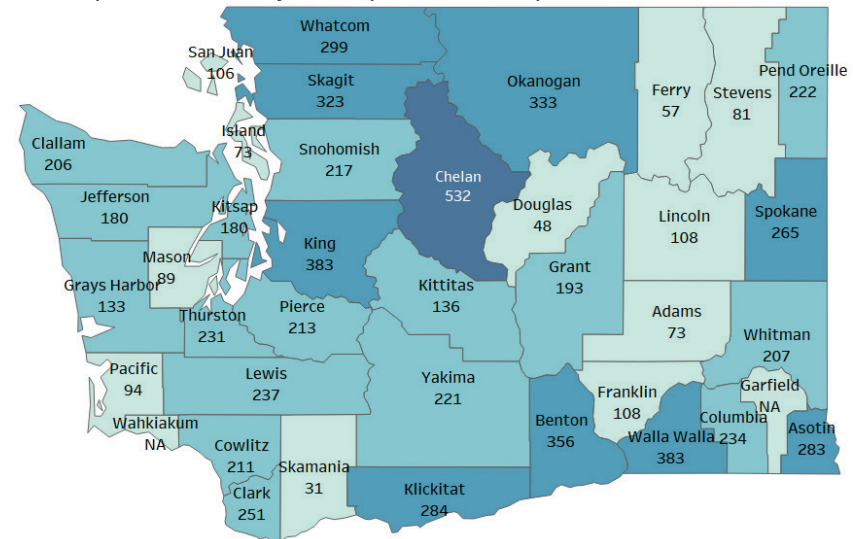 Whatcom
299
San Juan
106
Skagit
323
Okanogan
333
Ferry
57
Stevens
81
Pend Oreille
222
Clallam
206
Island
73
Snohomish
217
Chelan
532
Jefferson
180
Kitsap
180
Douglas
48
Lincoln
108
Spokane
265
King
383
Mason
89
Grays Harbor
133
Kittitas
136
Grant
193
Thurston
231
Pierce
213
Adams
73
Whitman
207
Pacific
94
Lewis
237
Yakima
221
Franklin
108
Garfield
NA
Wahkiakum
NA
Cowlitz
211
Benton
356
Walla Walla
383
Columbia
234
Asotin
283
Skamania
31
Clark
251
Klickitat
284